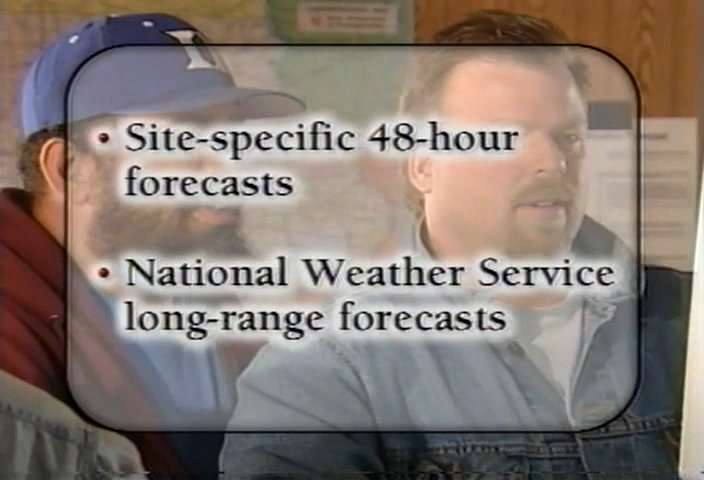 • Site-specific 48-hour
forecasts
• National Weather Service
long-range forecasts